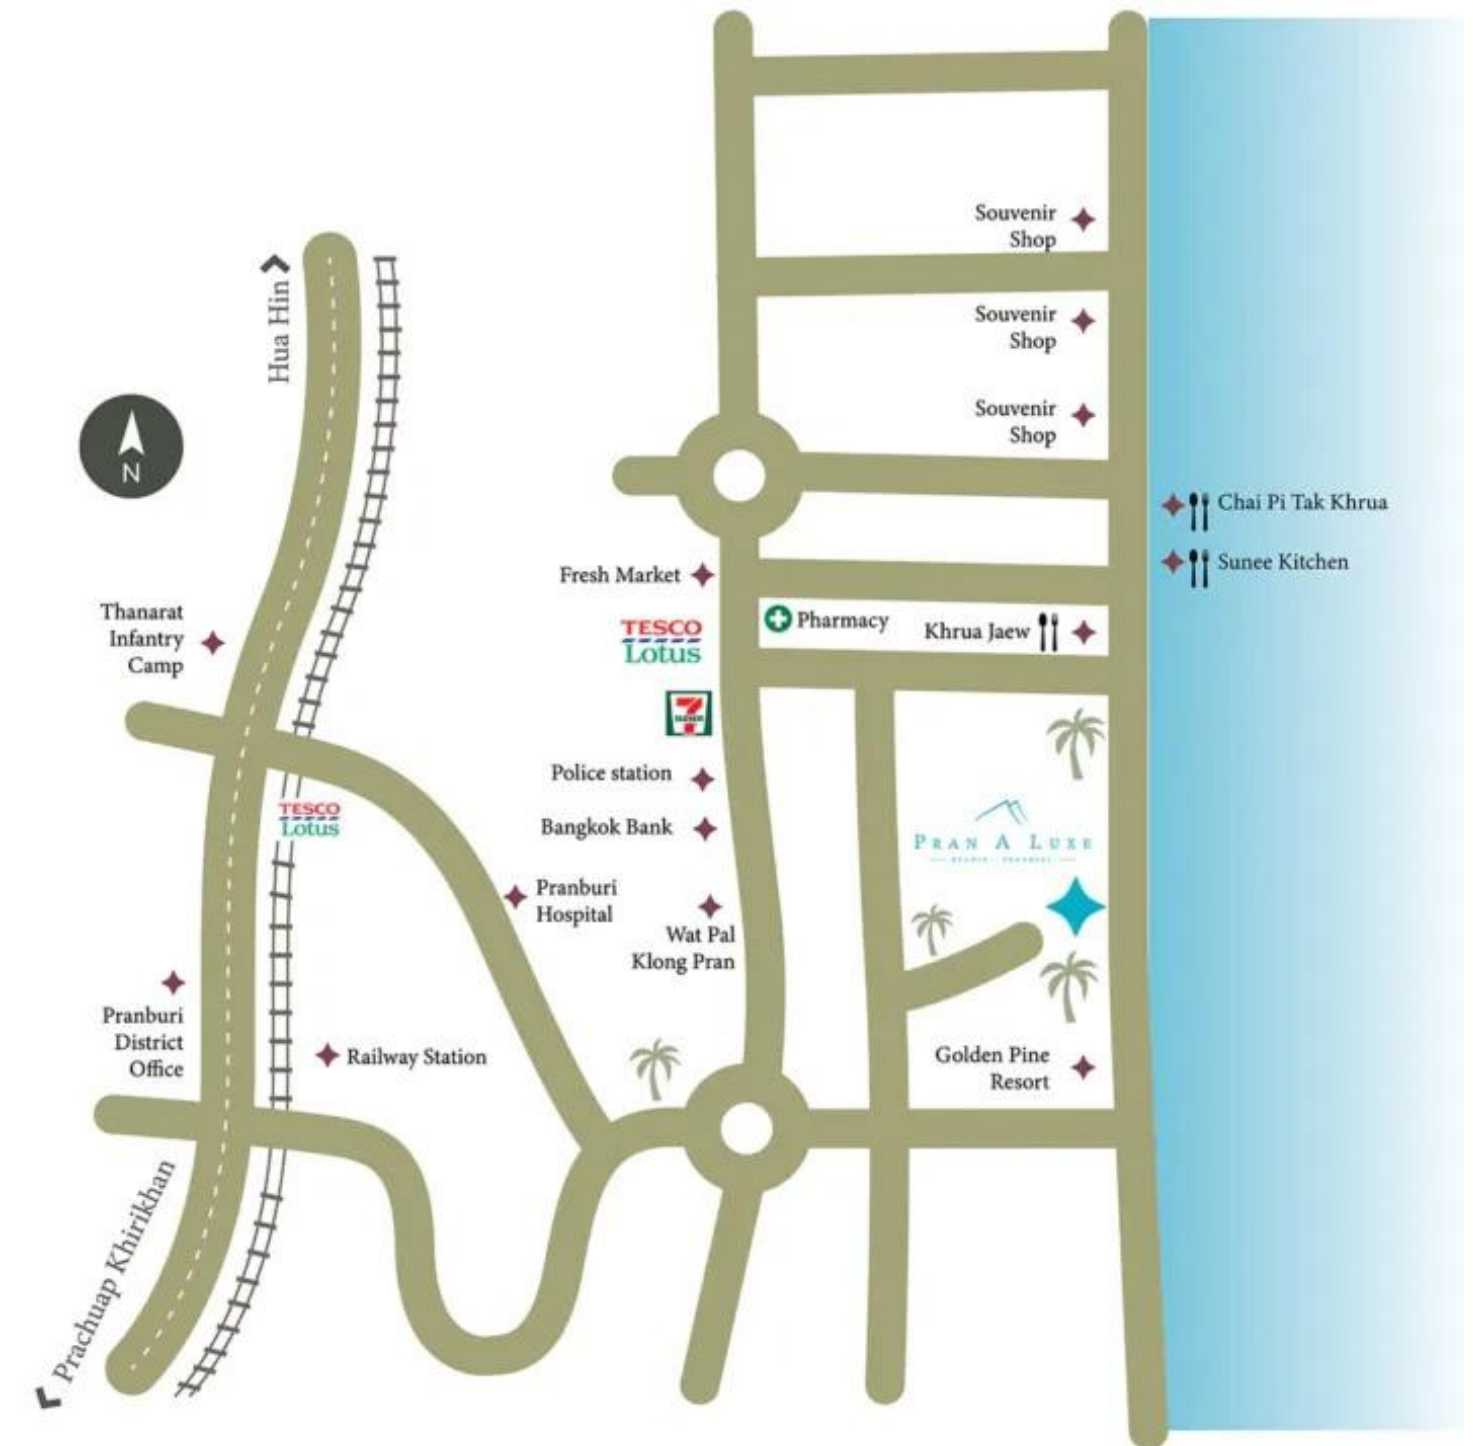 Souvenir
Shop
Hua Hin
Souvenir
Shop
Souvenir
Shop
N
Chai Pi Tak Khrua
Sunee Kitchen
Fresh Market
Thanarat
Infantry
Camp
TESCO
Lotus
Pharmacy
Khrua Jaew
7
ELEVEN
Police station
TESCO
Lotus
Bangkok Bank
PRAN A LUXE
Pranburi
Hospital
Wat Pal
Klong Pran
Pranburi
District
Office
Railway Station
Golden Pine
Resort
Prachuap Khirikhan